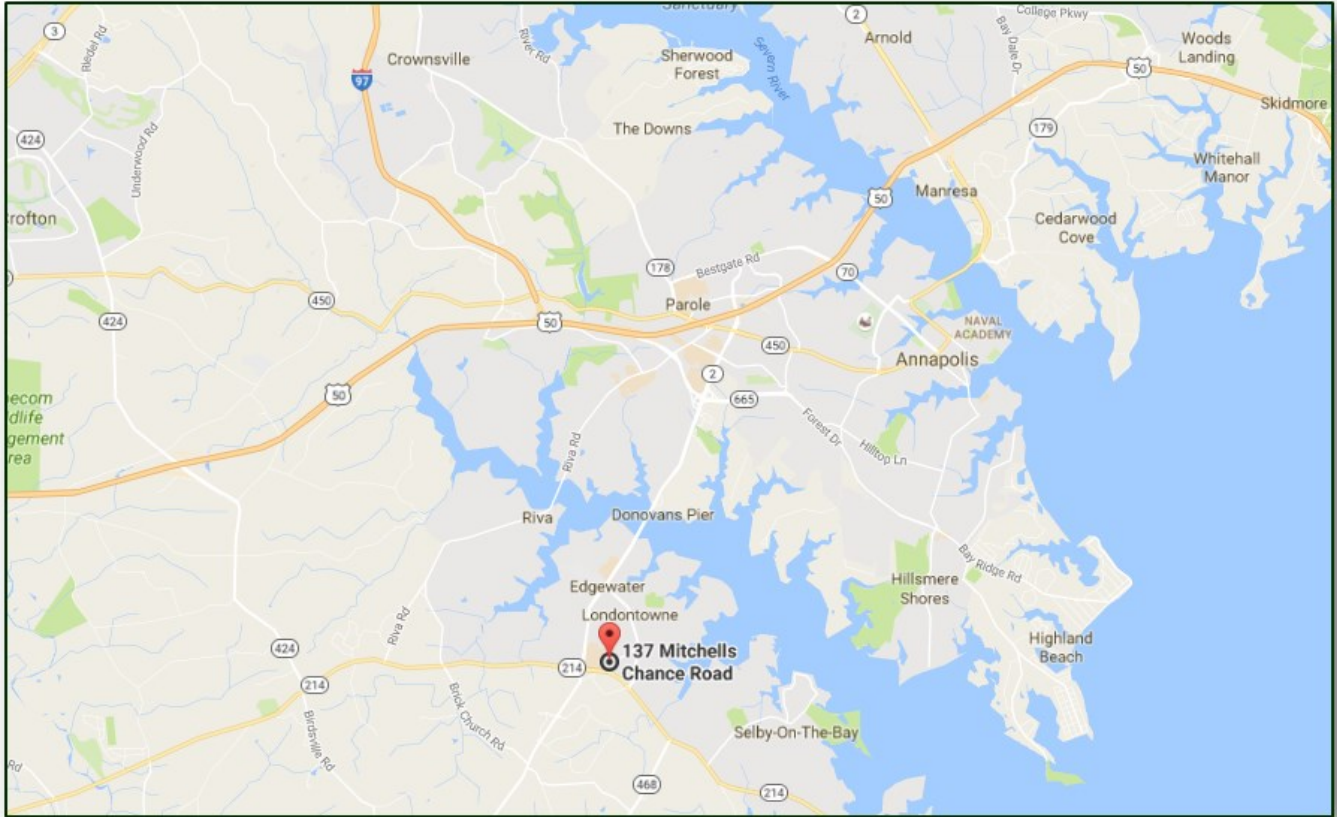 Sanctuary
College Pkwy
2
3
Riedel Rd
River Rd
Arnold
Bay Dale Dr
Woods
Landing
Crownsville
Sherwood
Forest
Severn River
50
97
Skidmore
424
Underwood Rd
The Downs
179
Whitehall
Manor
Manresa
50
Crofton
Cedarwood
Cove
178
Bestgate Rd
70
450
Parole
424
50
NAVAL
ACADEMY
450
Annapolis
2
50
665
ecom
dlife
gement
rea
Forest Dr
Hilltop Ln
Riva Rd
Riva
Donovans Pier
Bay Ridge Rd
Edgewater
Hillsmere
Shores
Londontowne
Riva Rd
Highland
Beach
424
137 Mitchells
Chance Road
214
214
Brick Church Rd
Birdsville Rd
Selby-On-The-Bay
Rd
468
214